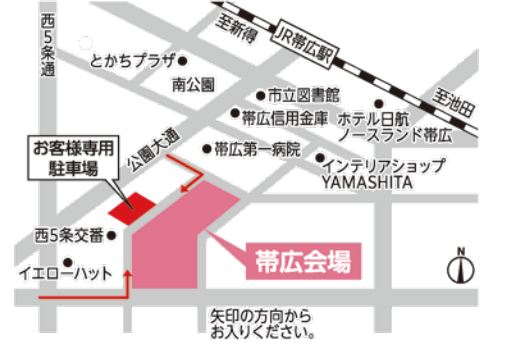 西5条通
至新得
JR帯広駅
とかちプラザ
南公園
市立図書館
至池田
帯広信用金庫
ホテル日航
ノースランド帯広
お客様専用
駐車場
公園大通
帯広第一病院
インテリアショップ
YAMASHITA
西5条交番
イエローハット
帯広会場
N
矢印の方向から
お入りください。